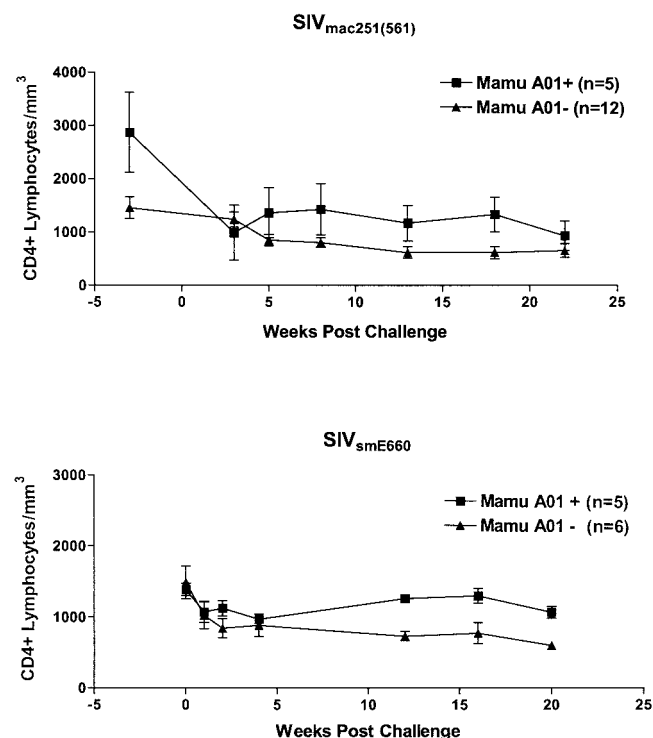 SIVmac251(561)
CD4+ Lymphocytes/mm3
4000
3000
2000
1000
0
Mamu A01+ (n=5)
Mamu A01- (n=12)
-5 0 5 10 15 20 25
Weeks Post Challenge
SIVsmE660
CD4+ Lymphocytes/mm3
3000
2000
1000
0
Mamu A01 + (n=5)
Mamu A01 - (n=6)
-5 0 5 10 15 20 25
Weeks Post Challenge